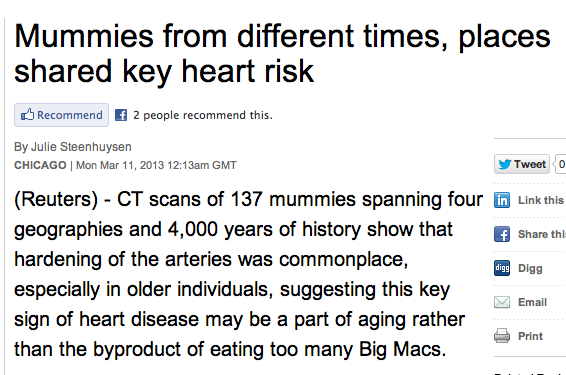 Mummies from different times, places
shared key heart risk
Recommend
2 people recommend this.
By Julie Steenhuysen
CHICAGO | Mon Mar 11, 2013 12:13am GMT
(Reuters) - CT scans of 137 mummies spanning four
geographies and 4,000 years of history show that
hardening of the arteries was commonplace,
especially in older individuals, suggesting this key
sign of heart disease may be a part of aging rather
than the byproduct of eating too many Big Macs.
Tweet 0
Link this
Share thi
digg Digg
Email
Print